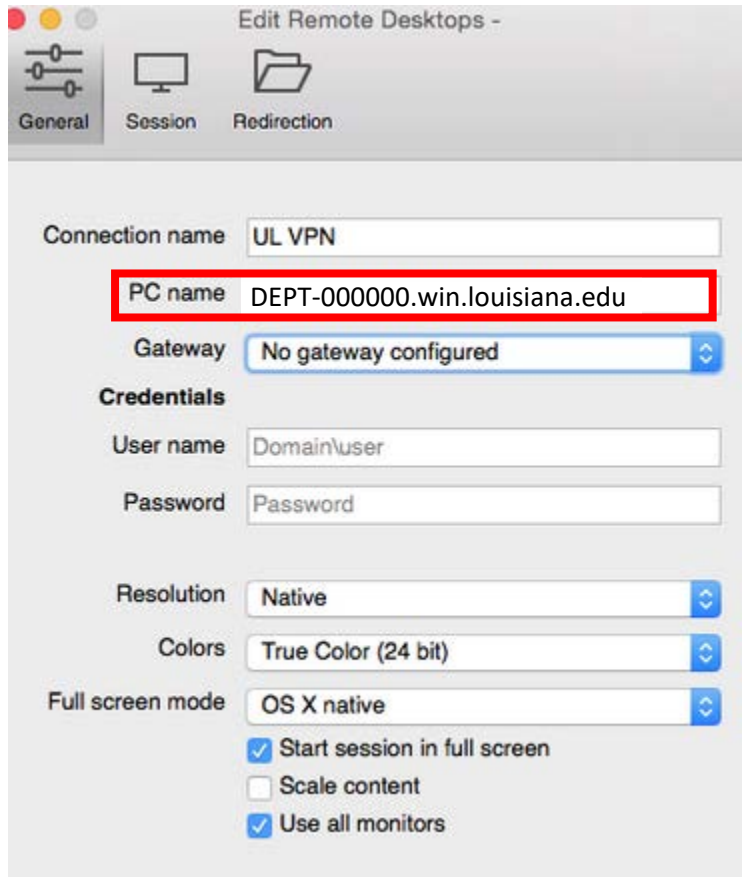 Edit Remote Desktops -
General Session Redirection
Connection name UL VPN
PC name DEPT-000000.win.louisiana.edu
Gateway No gateway configured
Credentials
User name Domain\user
Password Password
Resolution Native
Colors True Color (24 bit)
Full screen mode OS X native
Start session in full screen
Scale content
Use all monitors